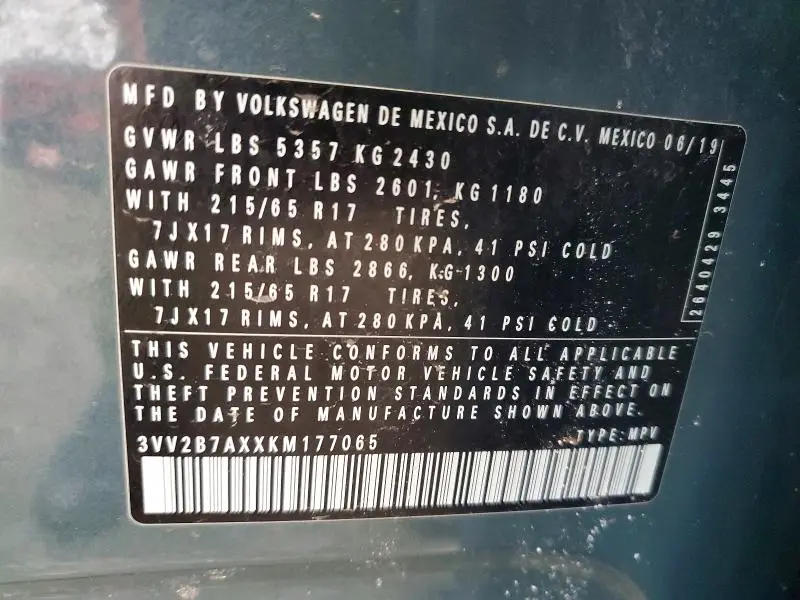 MFD BY VOLKSWAGEN DE MEXICO S.A. DE C.V. MEXICO 06/19
GVWR LBS 5357 KG 2430
GAWR FRONT LBS 2601, KG 1180
WITH 215/65 R17 TIRES,
7JX17 RIMS, AT 280 KPA, 41 PSI COLD
GAWR REAR LBS 2866, KG 1300
WITH 215/65 R17 TIRES,
7JX17 RIMS, AT 280 KPA, 41 PSI COLD
2640429 3445
THIS VEHICLE CONFORMS TO ALL APPLICABLE
U.S. FEDERAL MOTOR VEHICLE SAFETY AND
THEFT PREVENTION STANDARDS IN EFFECT ON
THE DATE OF MANUFACTURE SHOWN ABOVE.
3VV2B7AXXKM177065 TYPE: MPV